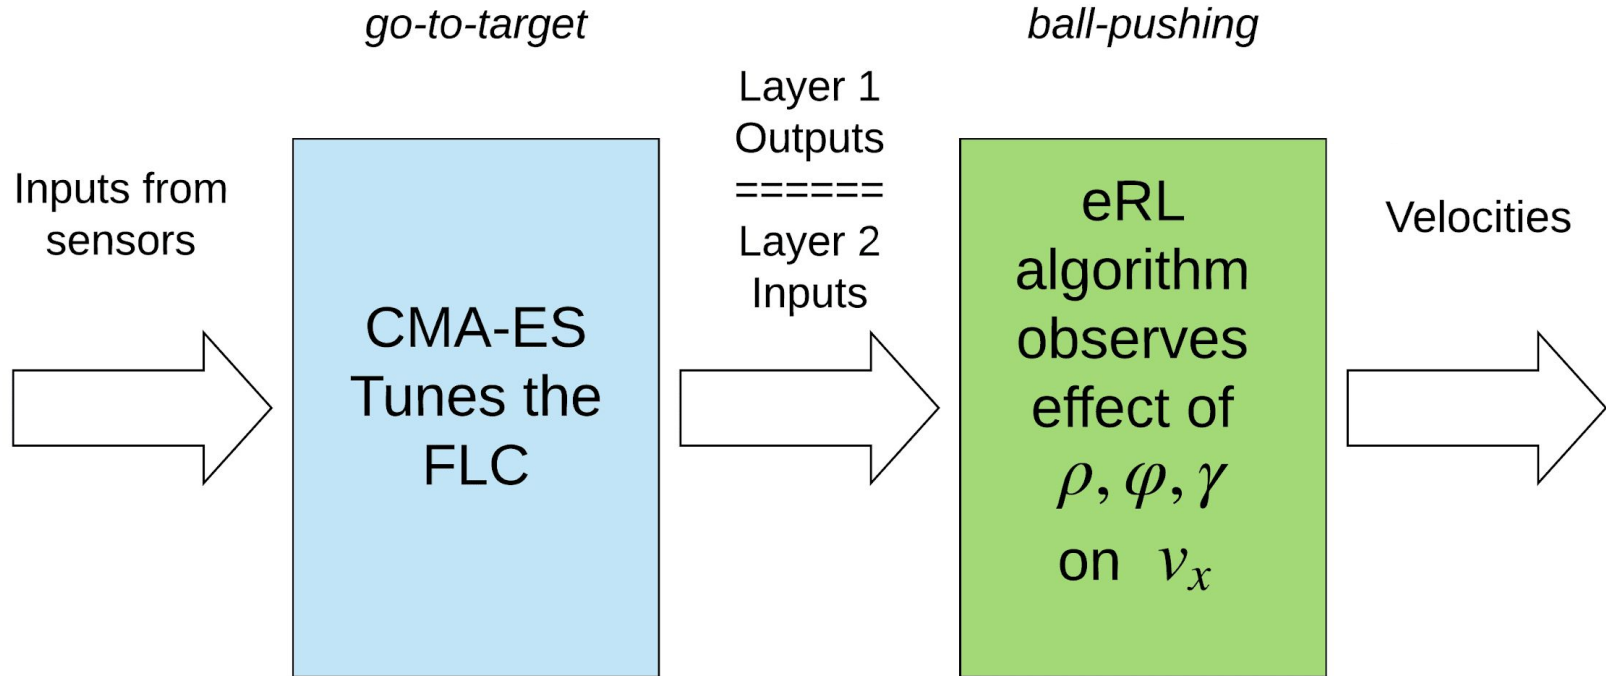 go-to-target
ball-pushing
Inputs from
sensors
CMA-ES
Tunes the
FLC
Layer 1
Outputs
======
Layer 2
Inputs
eRL
algorithm
observes
effect of
ρ, φ, γ
on v_x
Velocities